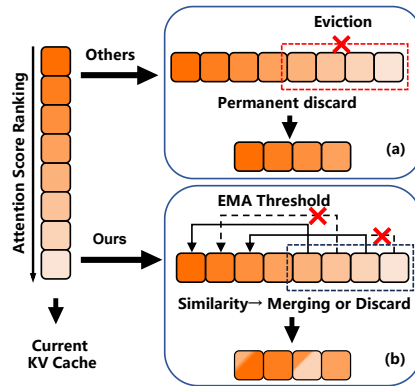 Attention Score Ranking
Others
Eviction
Permanent discard
(a)
Ours
EMA Threshold
Similarity→ Merging or Discard
(b)
Current
KV Cache